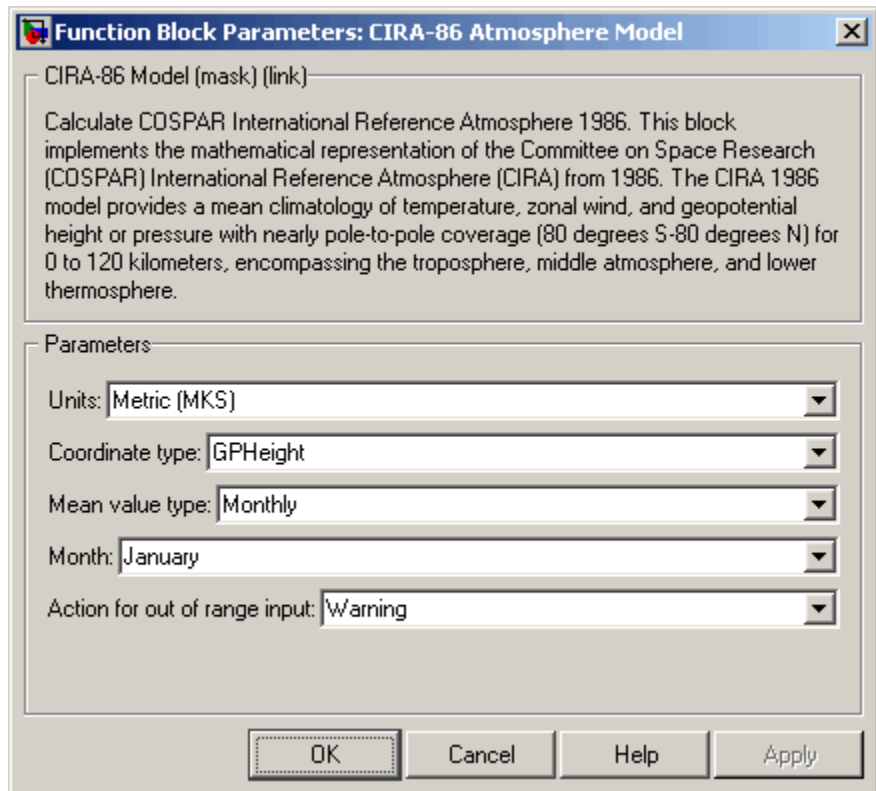 Function Block Parameters: CIRA-86 Atmosphere Model
CIRA-86 Model (mask) (link)
Calculate COSPAR International Reference Atmosphere 1986. This block
implements the mathematical representation of the Committee on Space Research
(COSPAR) International Reference Atmosphere (CIRA) from 1986. The CIRA 1986
model provides a mean climatology of temperature, zonal wind, and geopotential
height or pressure with nearly pole-to-pole coverage (80 degrees S-80 degrees N) for
0 to 120 kilometers, encompassing the troposphere, middle atmosphere, and lower
thermosphere.
Parameters
Units: Metric (MKS)
Coordinate type: GPHeight
Mean value type: Monthly
Month: January
Action for out of range input: Warning
OK Cancel Help Apply